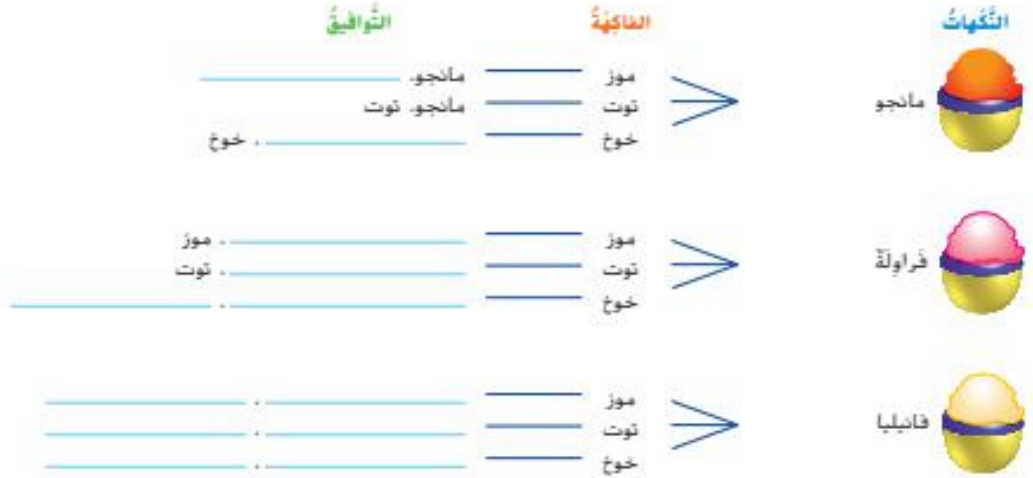 النَّكَهاتُ الفاكِهَةُ التَّوافيقُ
موز مانجو،
مانجو توت مانجو، توت
خوخ ، خوخ
موز ، موز
فَراولَةٌ توت ، توت
خوخ ،
موز ،
فانيليا توت ،
خوخ ،